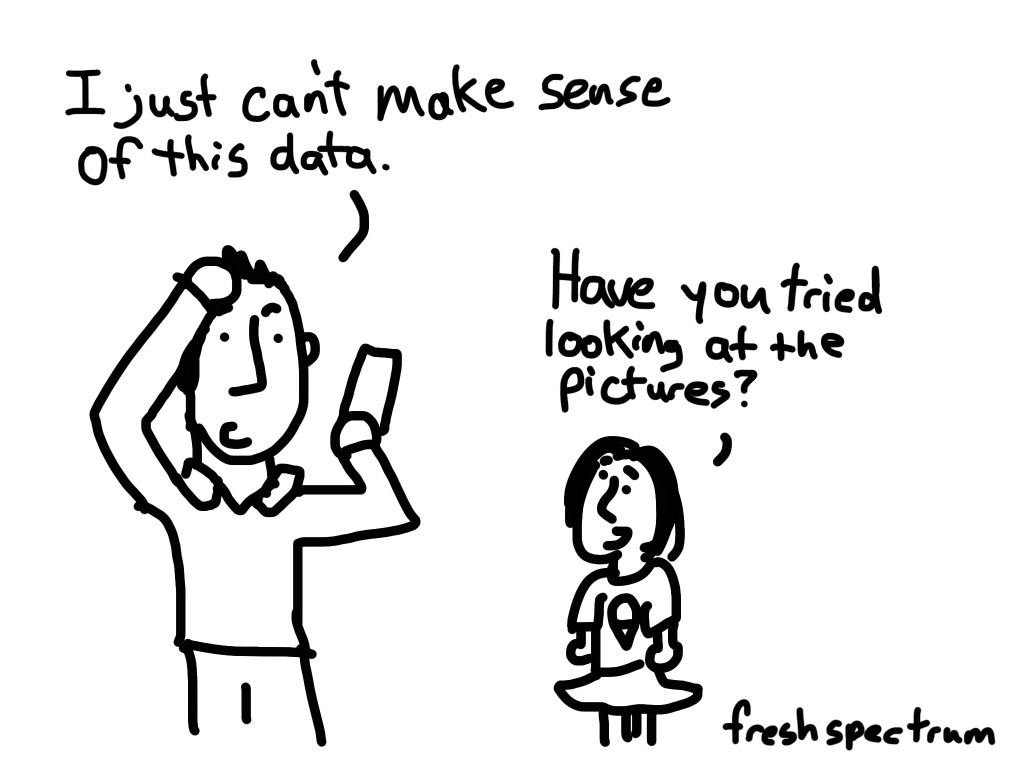 I just can't make sense
of this data.
Have you tried
looking at the
pictures?
freshspectrum